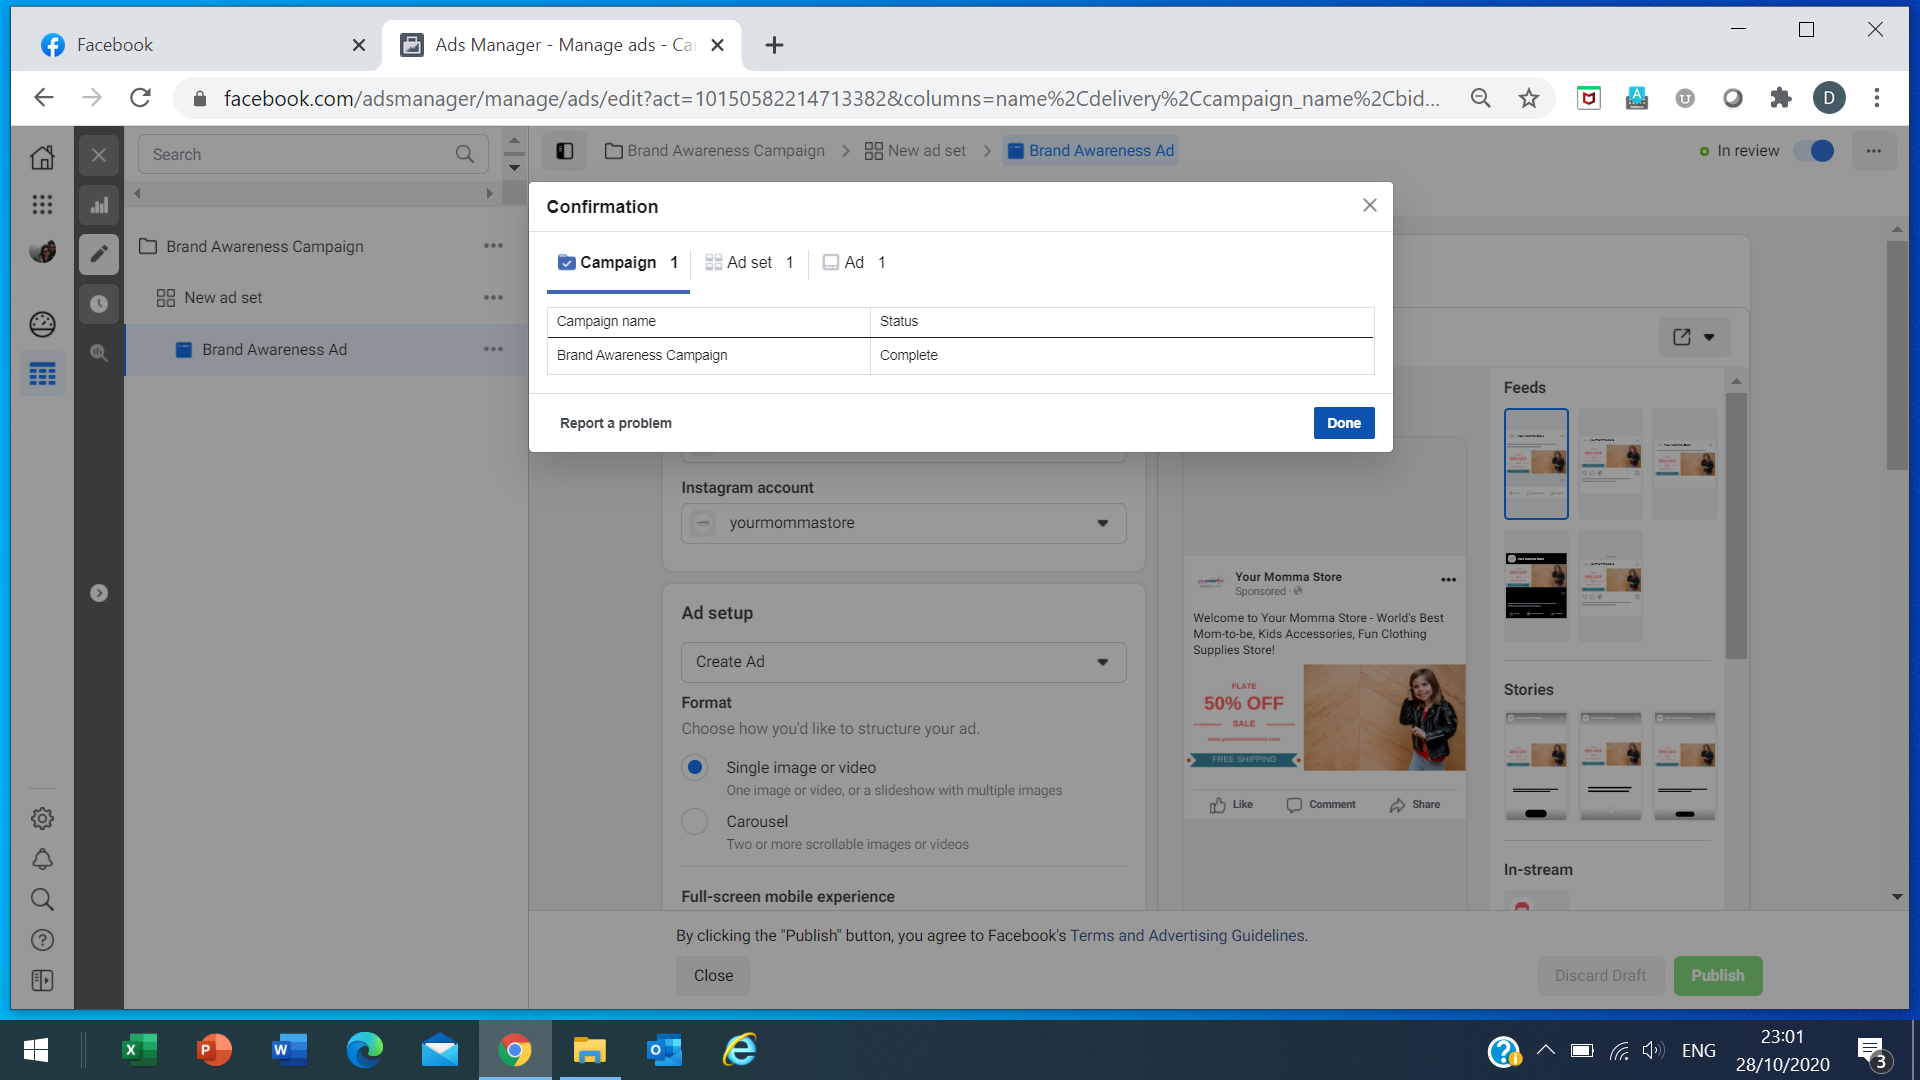 Facebook
Ads Manager - Manage ads - Ca
facebook.com/adsmanager/manage/ads/edit?act=10150582214713382&columns=name%2Cdelivery%2Ccampaign_name%2Cbid...
D
Search
Brand Awareness Campaign
New ad set
Brand Awareness Ad
Brand Awareness Campaign > New ad set > Brand Awareness Ad
In review
Confirmation
Campaign 1
Ad set 1
Ad 1
Campaign name Status
Brand Awareness Campaign Complete
Report a problem
Done
Instagram account
yourmommastore
Ad setup
Create Ad
Format
Choose how you'd like to structure your ad.
Single image or video
One image or video, or a slideshow with multiple images
Carousel
Two or more scrollable images or videos
Full-screen mobile experience
Your Momma Store
Sponsored ·
Welcome to Your Momma Store - World's Best
Mom-to-be, Kids Accessories, Fun Clothing
Supplies Store!
FLATE
50% OFF
SALE
www.yourmommastore.com
FREE SHIPPING
Like Comment Share
Feeds
Stories
In-stream
By clicking the "Publish" button, you agree to Facebook's Terms and Advertising Guidelines.
Close
Discard Draft
Publish
ENG
23:01
28/10/2020
3